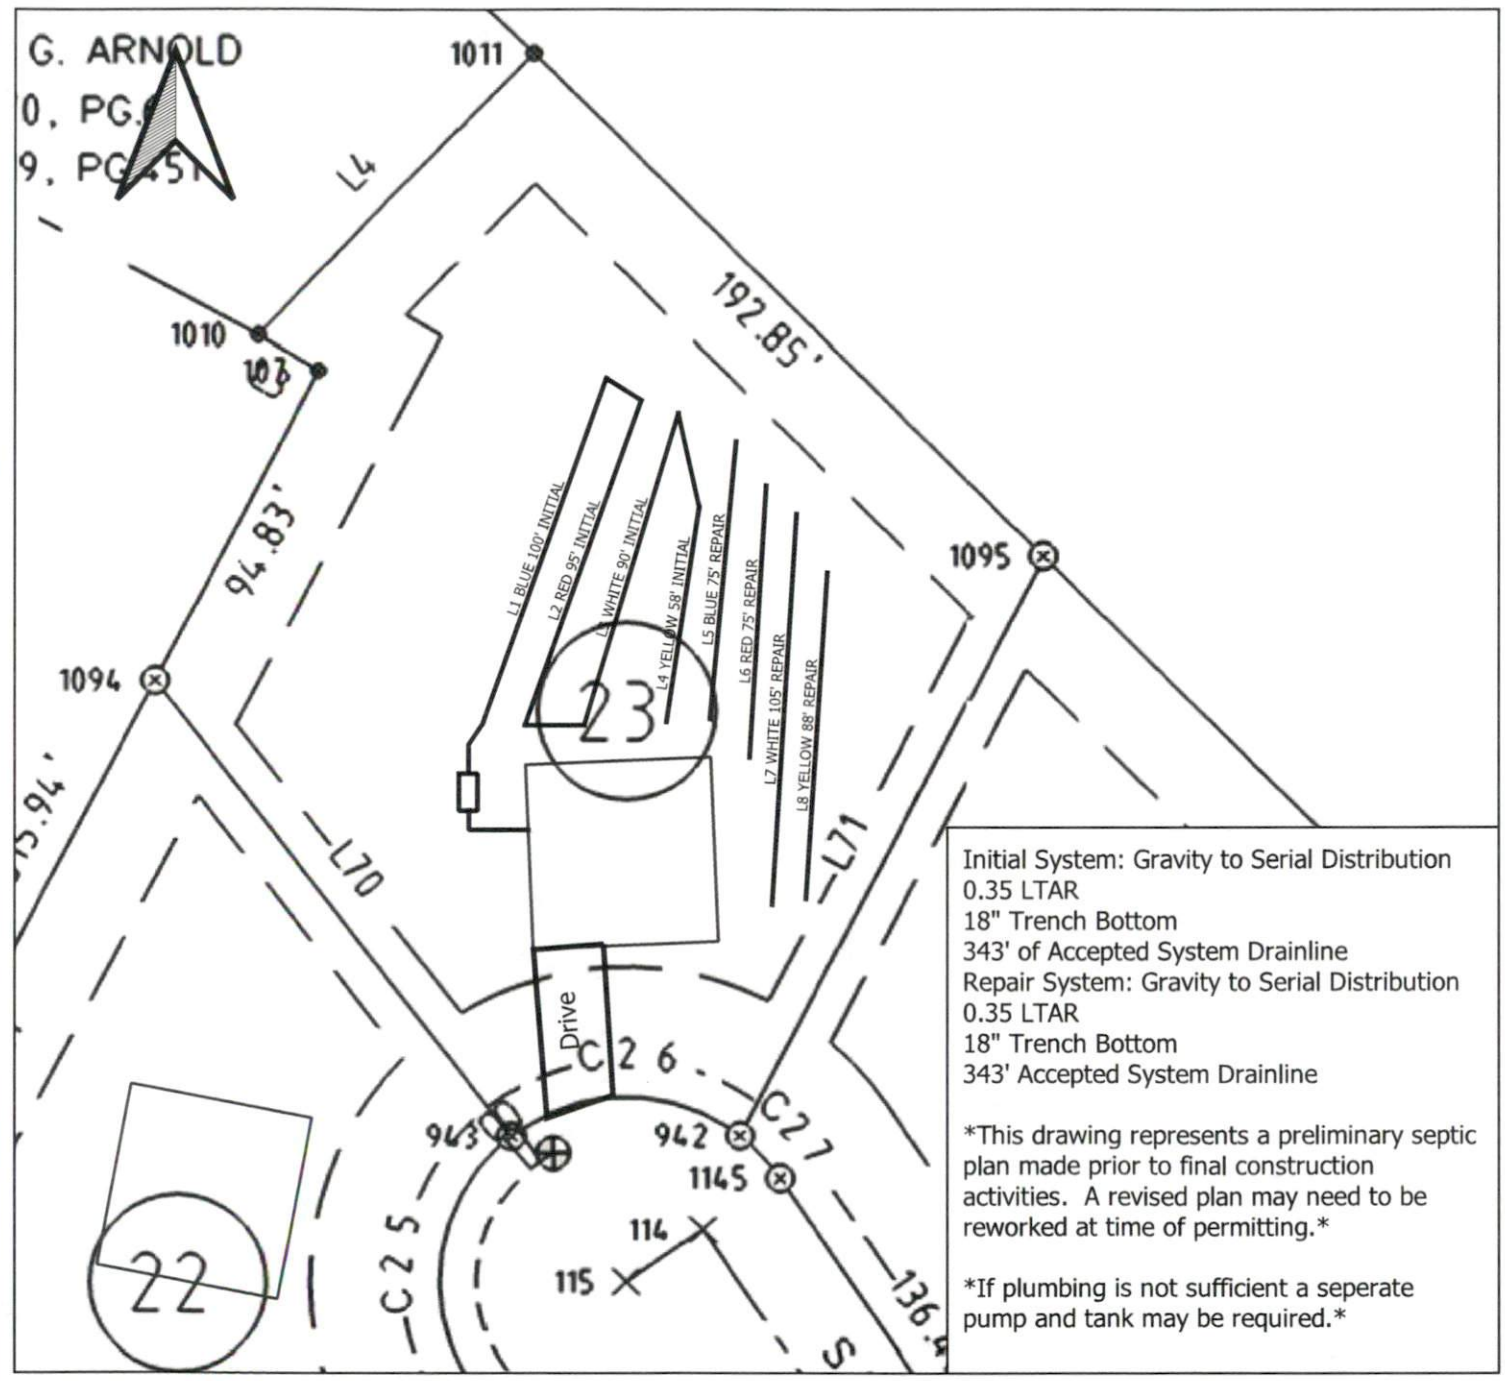 G. ARNOLD
0, PG.
9, PG.451
1011
L4
192.85'
1010
94.83'
1095
1094
L1 BLUE 100' INITIAL
L2 RED 95' INITIAL
WHITE 90' INITIAL
L4 YELLOW 58' INITIAL
L5 BLUE 75' REPAIR
L6 RED 75' REPAIR
L7 WHITE 105' REPAIR
L8 YELLOW 88' REPAIR
23
L70
L71
Drive
C26
C27
943
942
1145
114
115
C25
22
136.4
S
Initial System: Gravity to Serial Distribution
0.35 LTAR
18" Trench Bottom
343' of Accepted System Drainline
Repair System: Gravity to Serial Distribution
0.35 LTAR
18" Trench Bottom
343' Accepted System Drainline
*This drawing represents a preliminary septic
plan made prior to final construction
activities. A revised plan may need to be
reworked at time of permitting.*
*If plumbing is not sufficient a seperate
pump and tank may be required.*